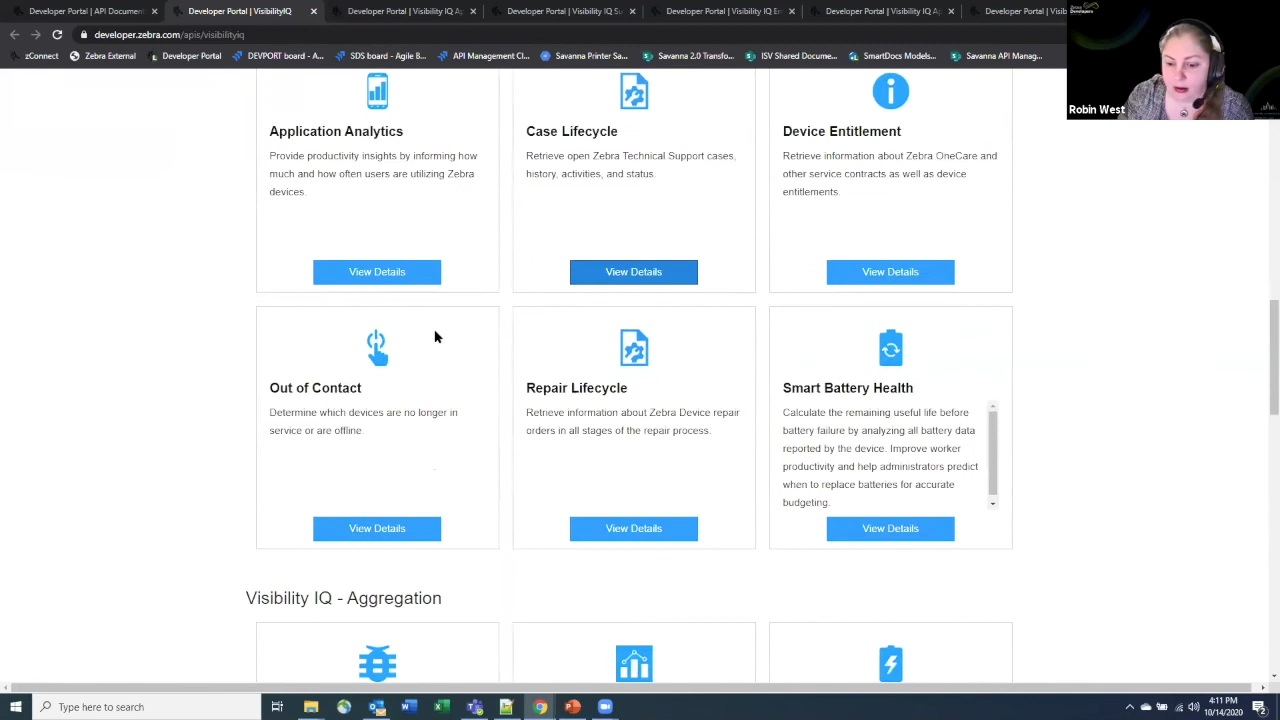 Developer Portal | API Document
Developer Portal | VisibilityIQ
Developer Portal | Visibility IQ Ap
Developer Portal | Visibility IQ Su
Developer Portal | Visibility IQ En
Developer Portal | Visibility IQ Ap
Developer Portal | Visi
developer.zebra.com/apis/visibilityiq
zConnect
Zebra External
Developer Portal
DEVPORT board - A...
SDS board - Agile B...
API Management Cl...
Savanna Printer Sa...
Savanna 2.0 Transfo...
ISV Shared Docume...
SmartDocs Models...
Savanna API Manag...
Robin West
Application Analytics
Provide productivity insights by informing how
much and how often users are utilizing Zebra
devices.
View Details
Case Lifecycle
Retrieve open Zebra Technical Support cases,
history, activities, and status.
View Details
Device Entitlement
Retrieve information about Zebra OneCare and
other service contracts as well as device
entitlements.
View Details
Out of Contact
Determine which devices are no longer in
service or are offline.
View Details
Repair Lifecycle
Retrieve information about Zebra Device repair
orders in all stages of the repair process.
View Details
Smart Battery Health
Calculate the remaining useful life before
battery failure by analyzing all battery data
reported by the device. Improve worker
productivity and help administrators predict
when to replace batteries for accurate
budgeting.
View Details
Visibility IQ - Aggregation
Type here to search
4:11 PM
10/14/2020
2